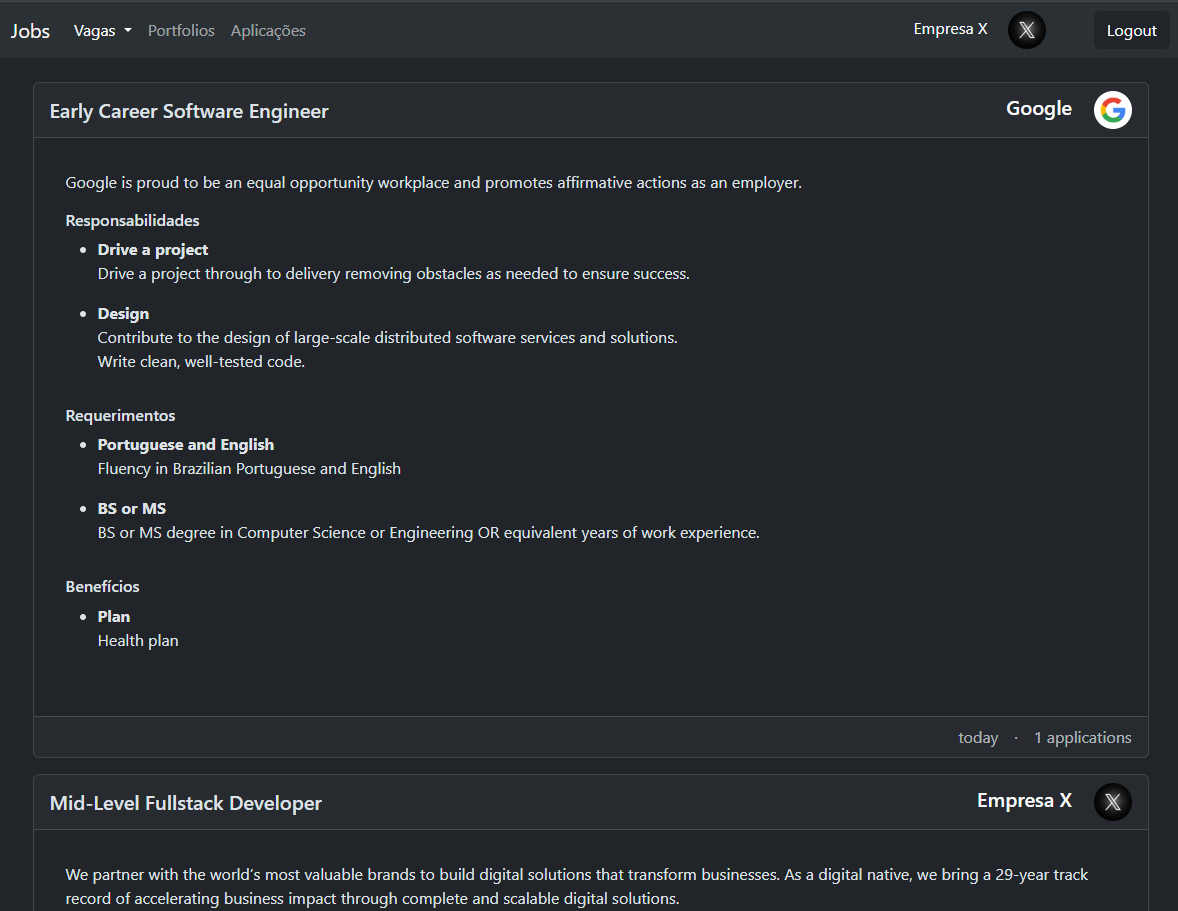 Jobs Vagas Portfolios Aplicações Empresa X X Logout
Early Career Software Engineer Google G
Google is proud to be an equal opportunity workplace and promotes affirmative actions as an employer.
Responsabilidades
Drive a project
Drive a project through to delivery removing obstacles as needed to ensure success.
Design
Contribute to the design of large-scale distributed software services and solutions.
Write clean, well-tested code.
Requerimentos
Portuguese and English
Fluency in Brazilian Portuguese and English
BS or MS
BS or MS degree in Computer Science or Engineering OR equivalent years of work experience.
Benefícios
Plan
Health plan
today · 1 applications
Mid-Level Fullstack Developer Empresa X X
We partner with the world’s most valuable brands to build digital solutions that transform businesses. As a digital native, we bring a 29-year track
record of accelerating business impact through complete and scalable digital solutions.